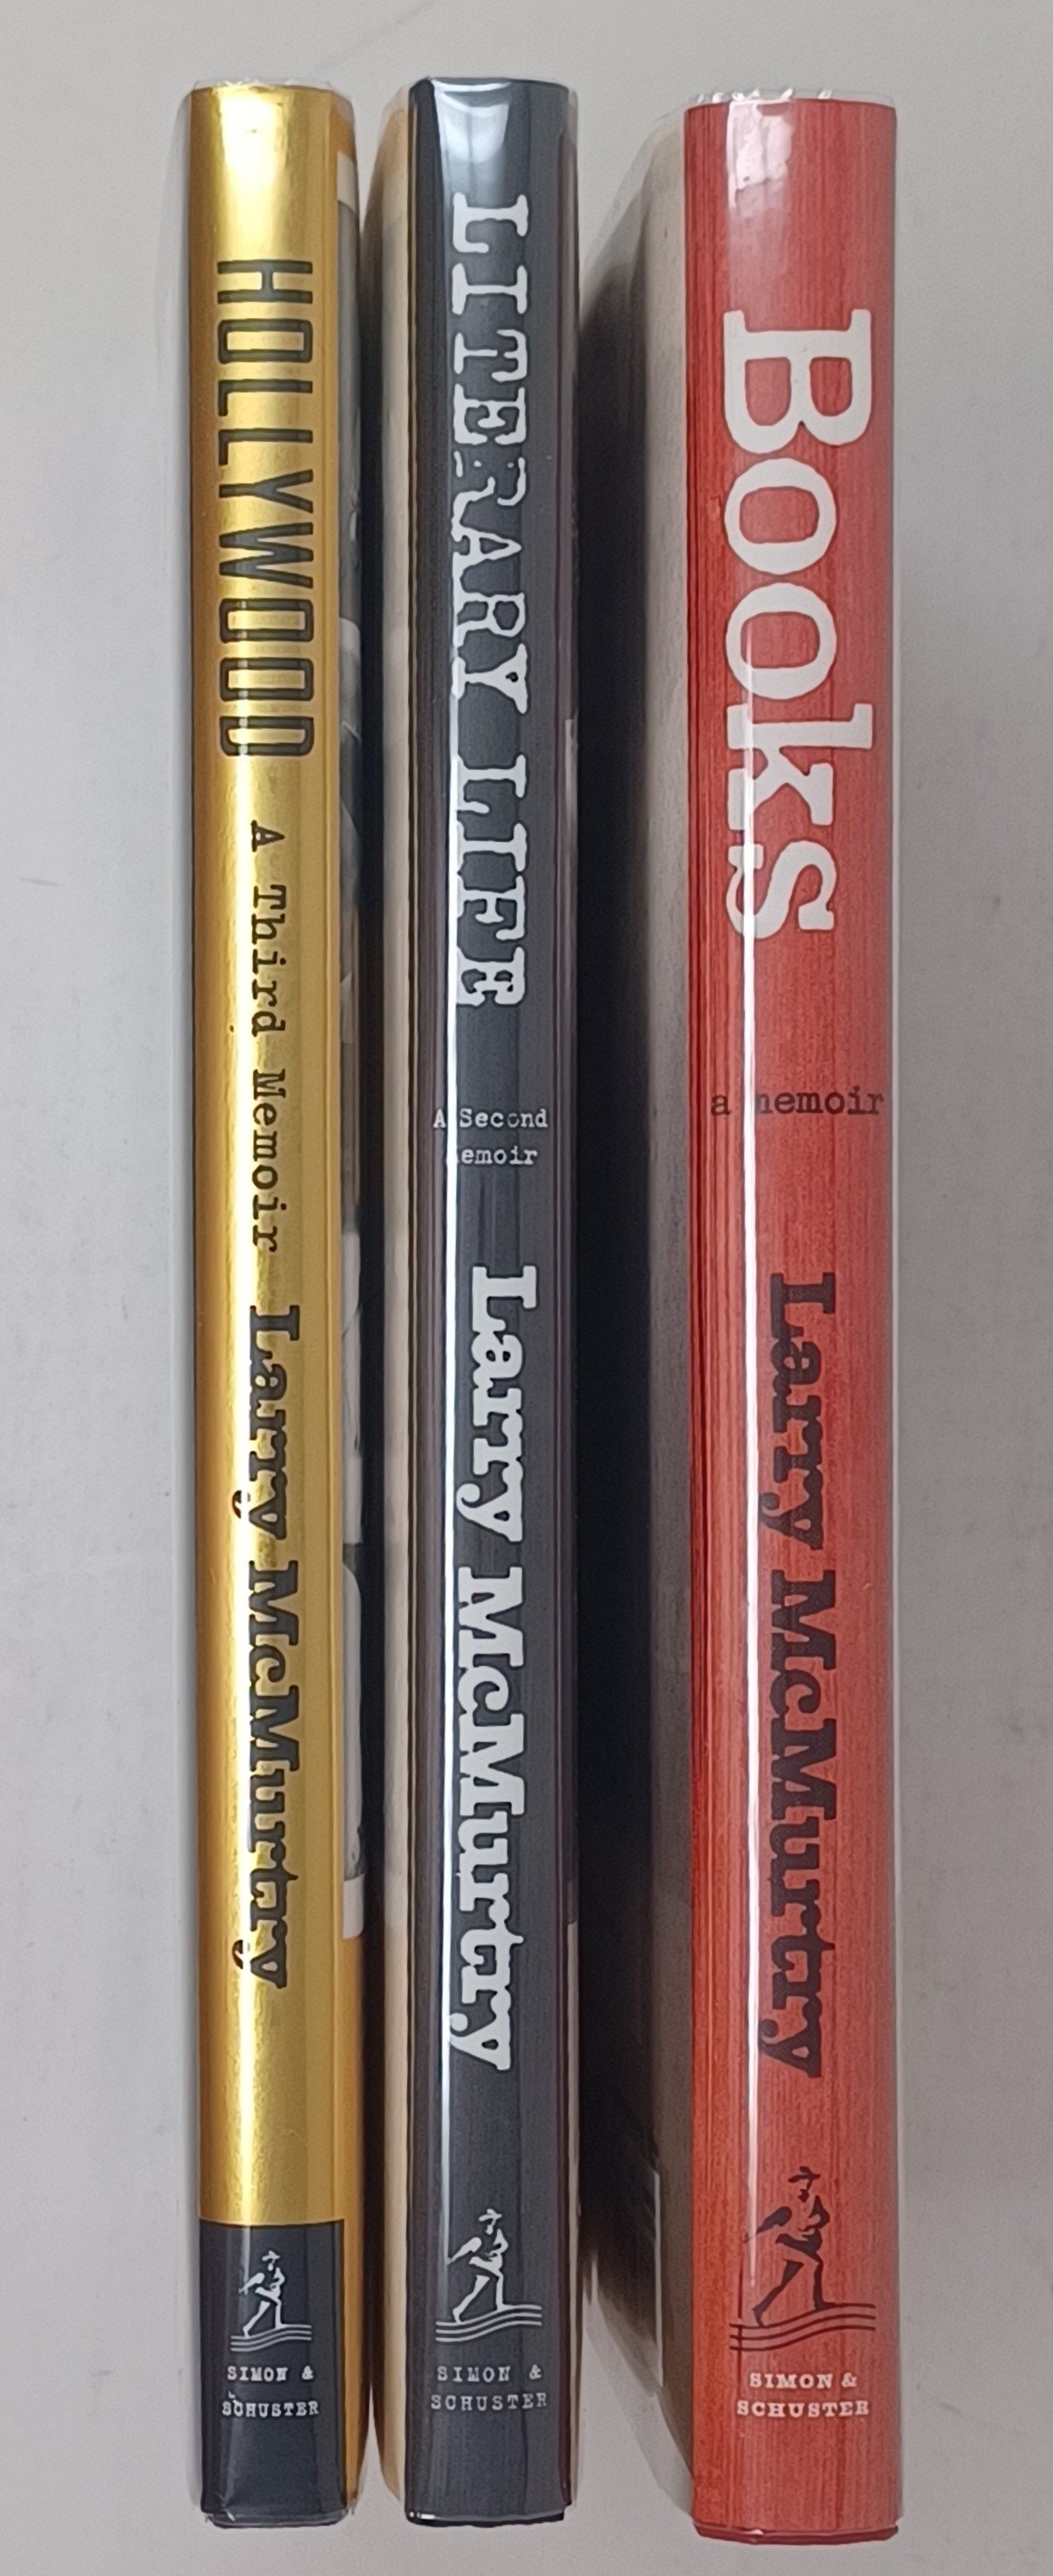 HOLLYWOOD A Third Memoir Larry McMurtry
SIMON &
SCHUSTER
LITERARY LIFE
A Second
Memoir
Larry McMurtry
SIMON &
SCHUSTER
Books
a memoir
Larry McMurtry
SIMON &
SCHUSTER